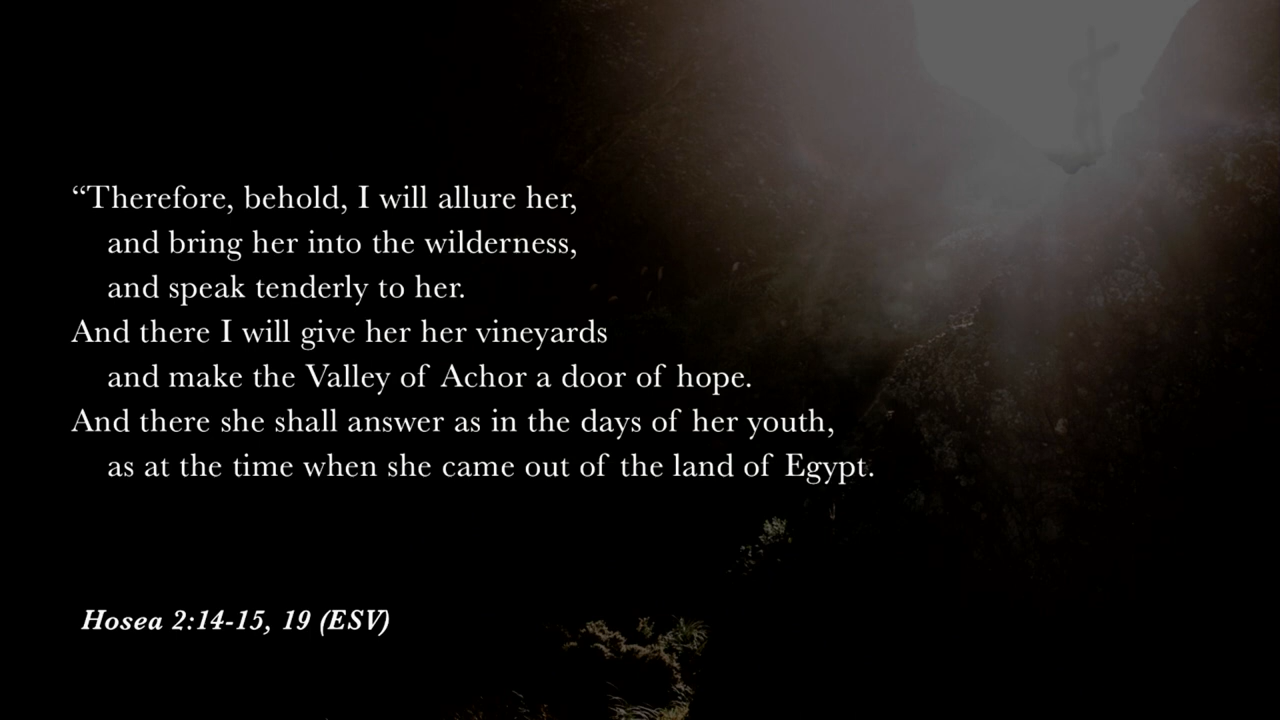 “Therefore, behold, I will allure her,
and bring her into the wilderness,
and speak tenderly to her.
And there I will give her her vineyards
and make the Valley of Achor a door of hope.
And there she shall answer as in the days of her youth,
as at the time when she came out of the land of Egypt.
Hosea 2:14-15, 19 (ESV)